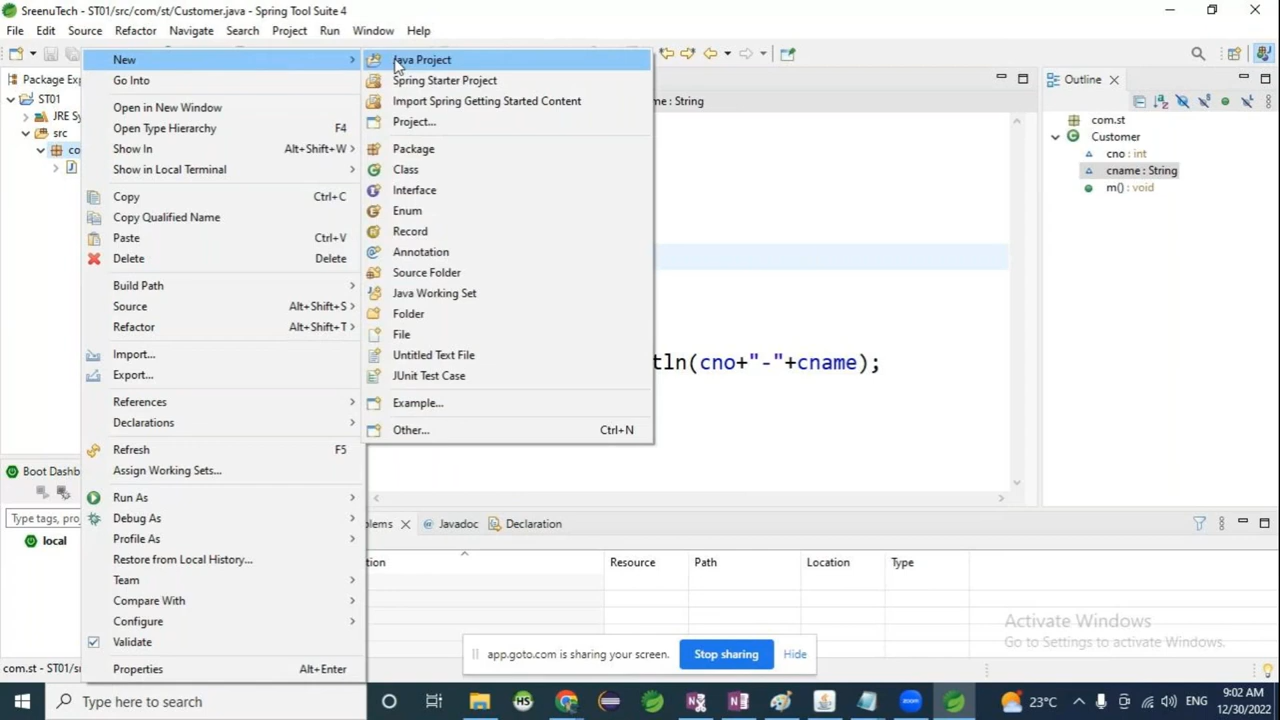 SreenuTech - ST01/src/com/st/Customer.java - Spring Tool Suite 4
File Edit Source Refactor Navigate Search Project Run Window Help
Package Exp
ST01
JRE Sy
src
co
New
Go Into
Open in New Window
Open Type Hierarchy F4
Show In Alt+Shift+W
Show in Local Terminal
Copy Ctrl+C
Copy Qualified Name
Paste Ctrl+V
Delete Delete
Build Path
Source Alt+Shift+S
Refactor Alt+Shift+T
Import...
Export...
References
Declarations
Refresh F5
Assign Working Sets...
Run As
Debug As
Profile As
Restore from Local History...
Team
Compare With
Configure
Validate
Properties Alt+Enter
Java Project
Spring Starter Project
Import Spring Getting Started Content
Project...
Package
Class
Interface
Enum
Record
Annotation
Source Folder
Java Working Set
Folder
File
Untitled Text File
JUnit Test Case
Example...
Other... Ctrl+N
me : String
tln(cno+"-"+cname);
Outline
com.st
Customer
cno : int
cname : String
m() : void
Boot Dashb
Type tags, proj
local
blems Javadoc Declaration
tion Resource Path Location Type
Activate Windows
Go to Settings to activate Windows.
app.goto.com is sharing your screen. Stop sharing Hide
com.st - ST01/src
Type here to search
HS
23°C
ENG
9:02 AM
12/30/2022